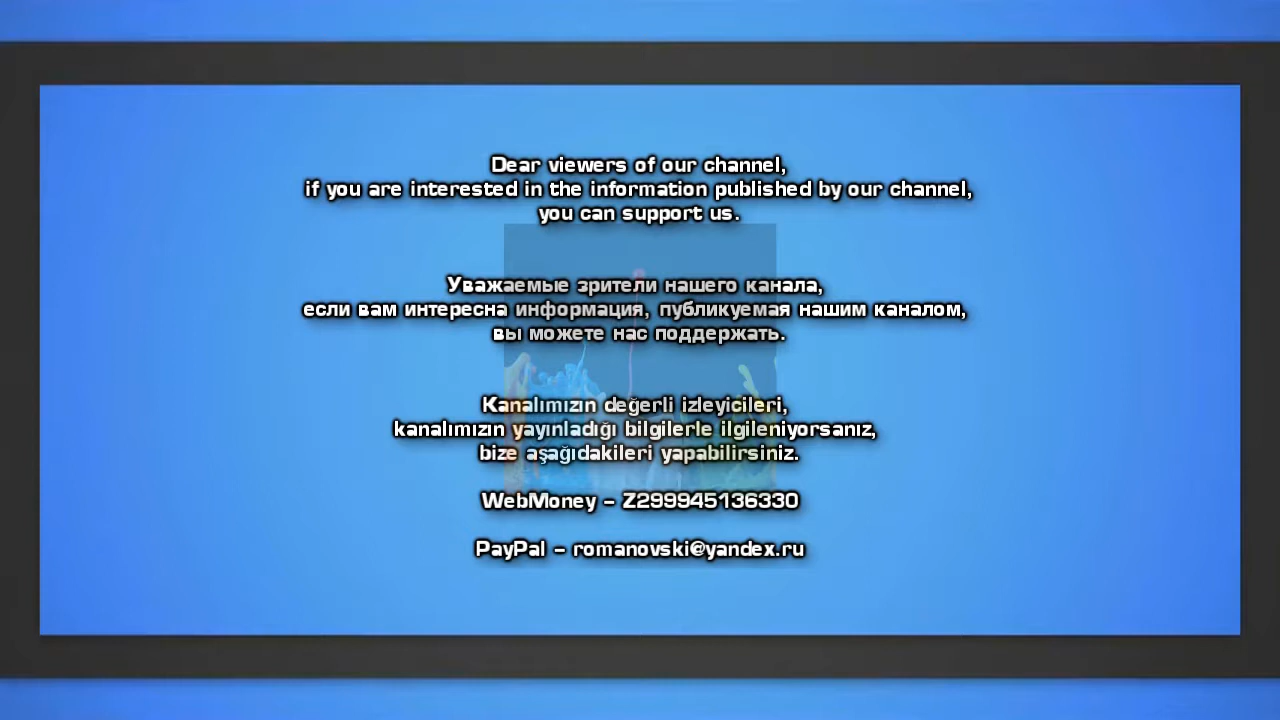 Dear viewers of our channel,
if you are interested in the information published by our channel,
you can support us.
Уважаемые зрители нашего канала,
если вам интересна информация, публикуемая нашим каналом,
вы можете нас поддержать.
Kanalımızın değerli izleyicileri,
kanalımızın yayınladığı bilgilerle ilgileniyorsanız,
bize aşağıdakileri yapabilirsiniz.
WebMoney – Z299945136330
PayPal – romanovski@yandex.ru